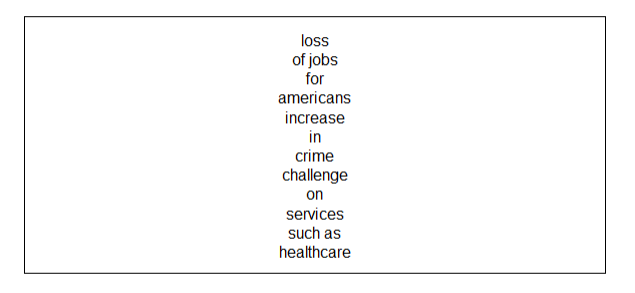 loss
of jobs
for
americans
increase
in
crime
challenge
on
services
such as
healthcare